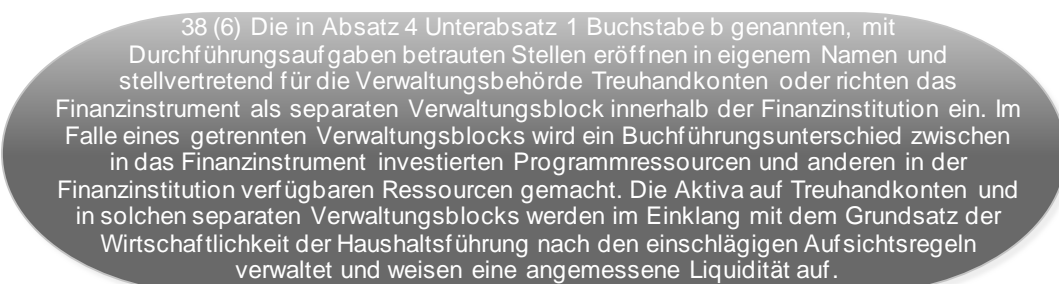 38 (6) Die in Absatz 4 Unterabsatz 1 Buchstabe b genannten, mit
Durchführungsaufgaben betrauten Stellen eröffnen in eigenem Namen und
stellvertretend für die Verwaltungsbehörde Treuhandkonten oder richten das
Finanzinstrument als separaten Verwaltungsblock innerhalb der Finanzinstitution ein. Im
Falle eines getrennten Verwaltungsblocks wird ein Buchführungsunterschied zwischen
in das Finanzinstrument investierten Programmressourcen und anderen in der
Finanzinstitution verfügbaren Ressourcen gemacht. Die Aktiva auf Treuhandkonten und
in solchen separaten Verwaltungsblocks werden im Einklang mit dem Grundsatz der
Wirtschaftlichkeit der Haushaltsführung nach den einschlägigen Aufsichtsregeln
verwaltet und weisen eine angemessene Liquidität auf.